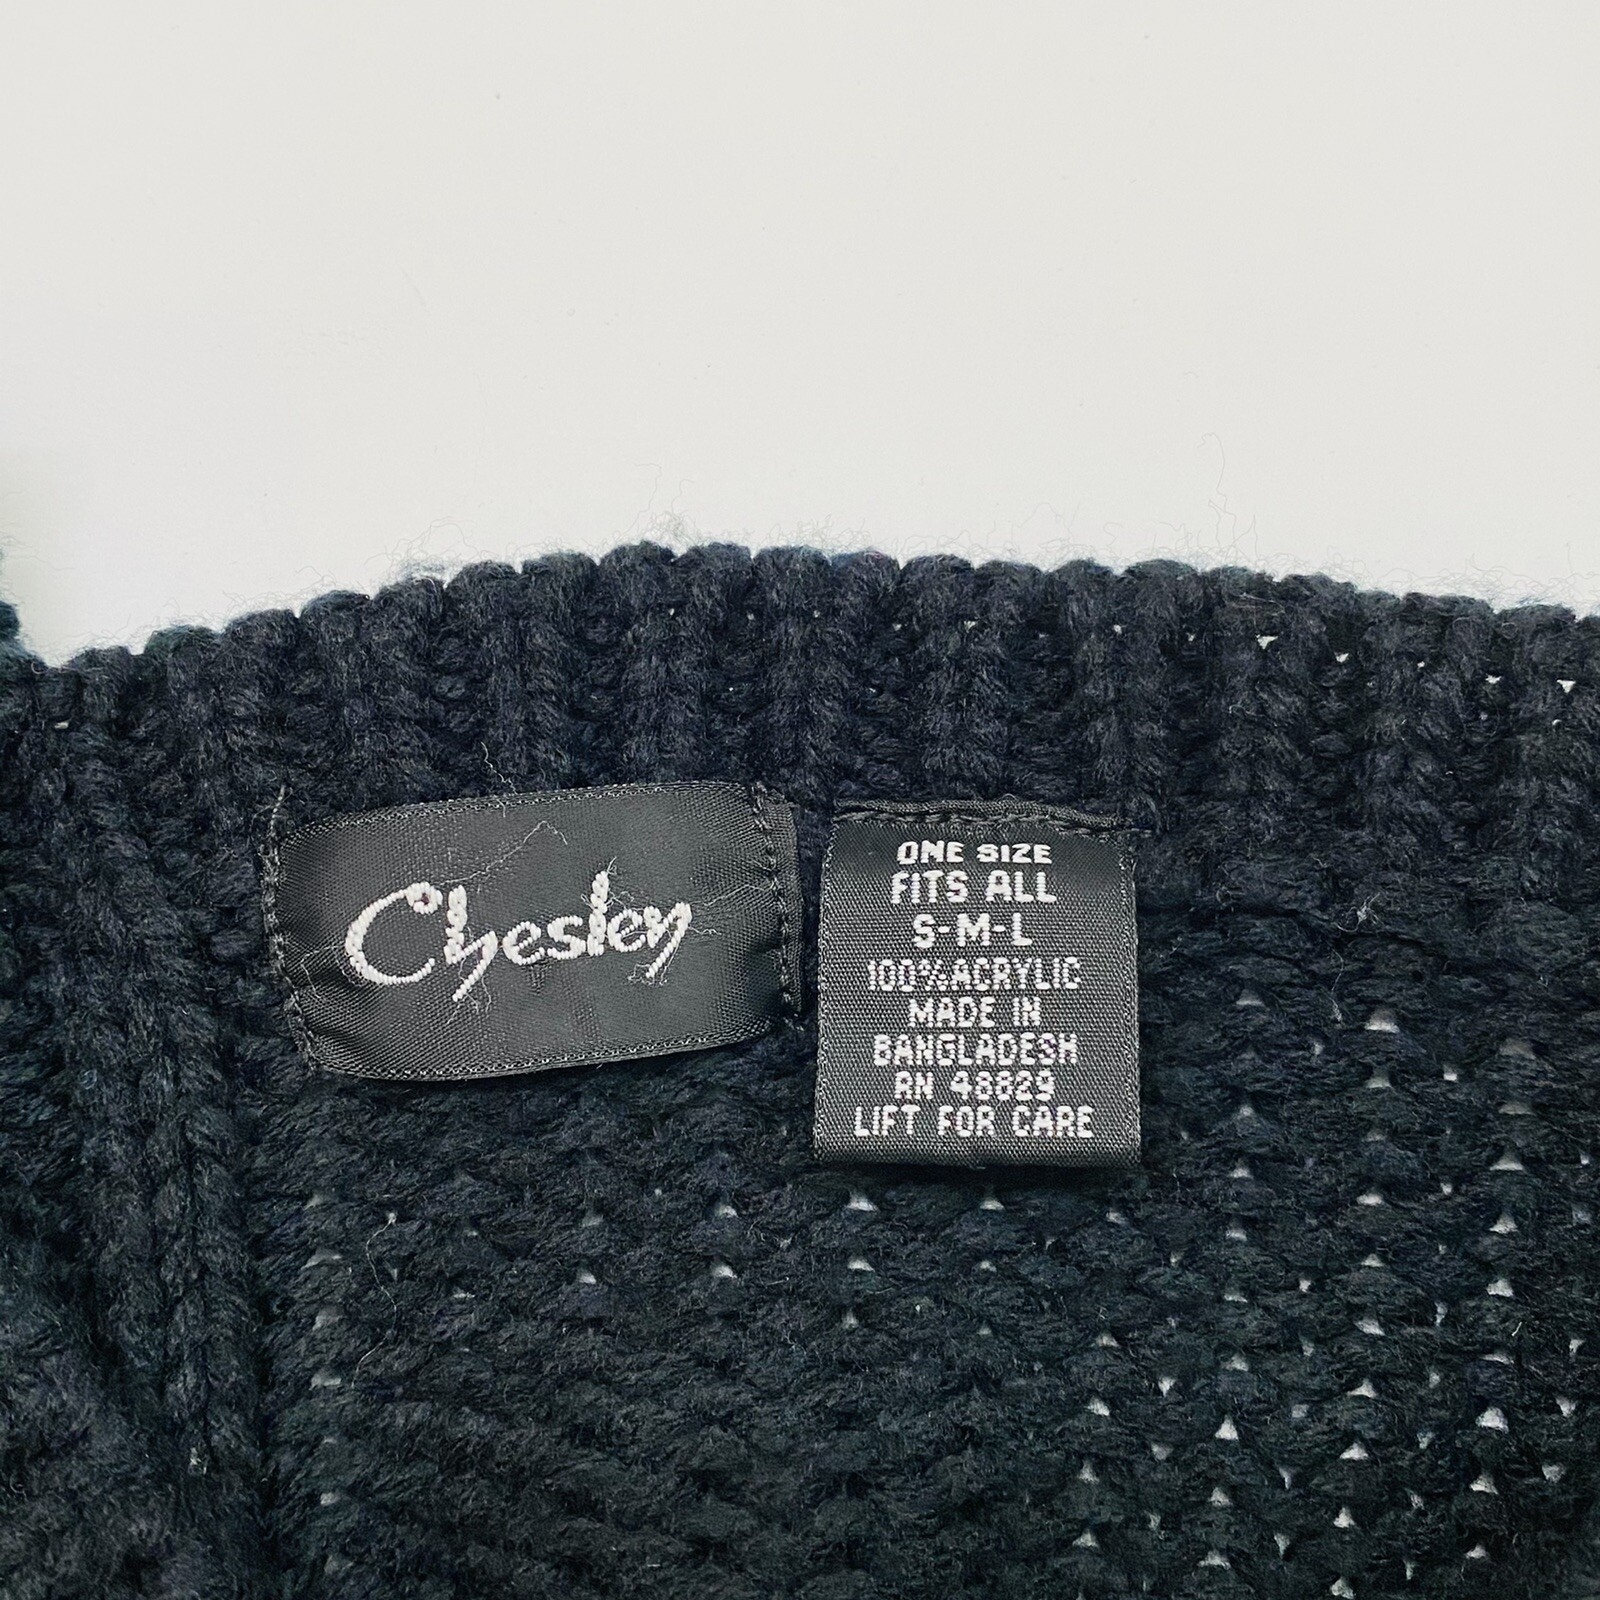 Chesley
ONE SIZE
FITS ALL
S-M-L
100% ACRYLIC
MADE IN
BANGLADESH
RN 48829
LIFT FOR CARE